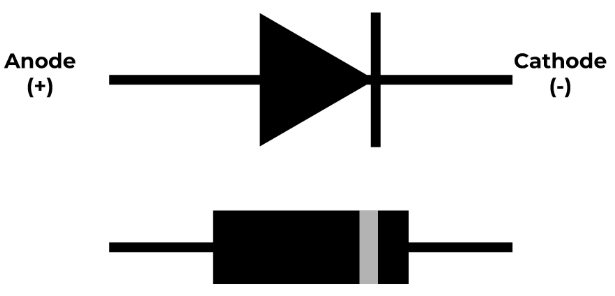 Anode
(+)
Cathode
(-)